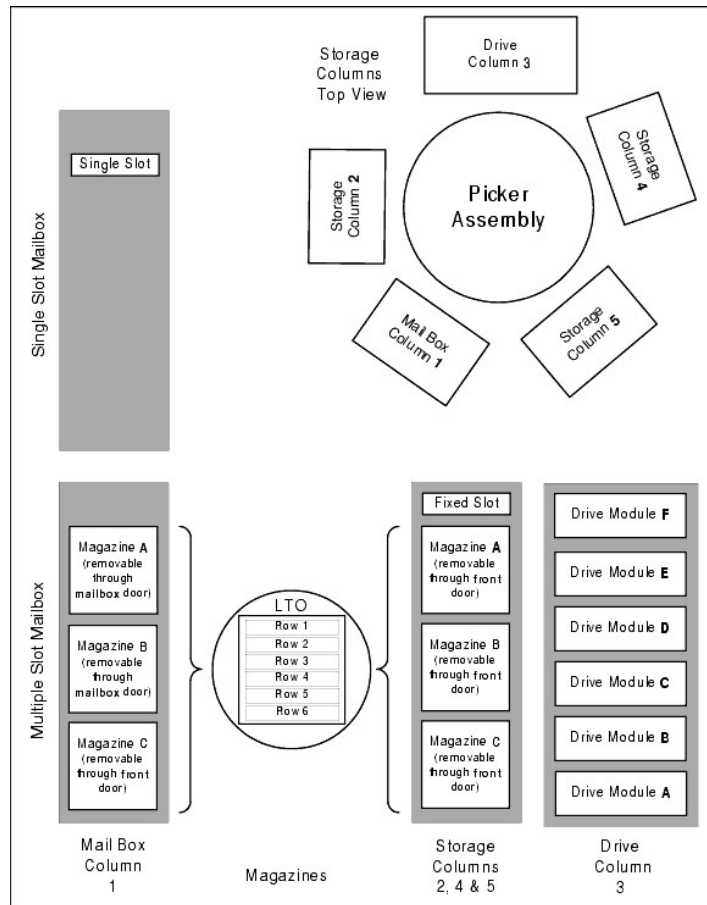 Storage
Columns
Top View
Drive
Column 3
Storage
Column 4
Storage
Column 2
Picker
Assembly
Mail Box
Column 1
Storage
Column 5
Single Slot Mailbox
Single Slot
Multiple Slot Mailbox
Magazine A
(removable
through
mailbox door)
Magazine B
(removable
through
mailbox door)
Magazine C
(removable
through front
door)
LTO
Row 1
Row 2
Row 3
Row 4
Row 5
Row 6
Fixed Slot
Magazine A
(removable
through front
door)
Magazine B
(removable
through front
door)
Magazine C
(removable
through front
door)
Drive Module F
Drive Module E
Drive Module D
Drive Module C
Drive Module B
Drive Module A
Mail Box
Column
1
Magazines
Storage
Columns
2, 4 & 5
Drive
Column
3